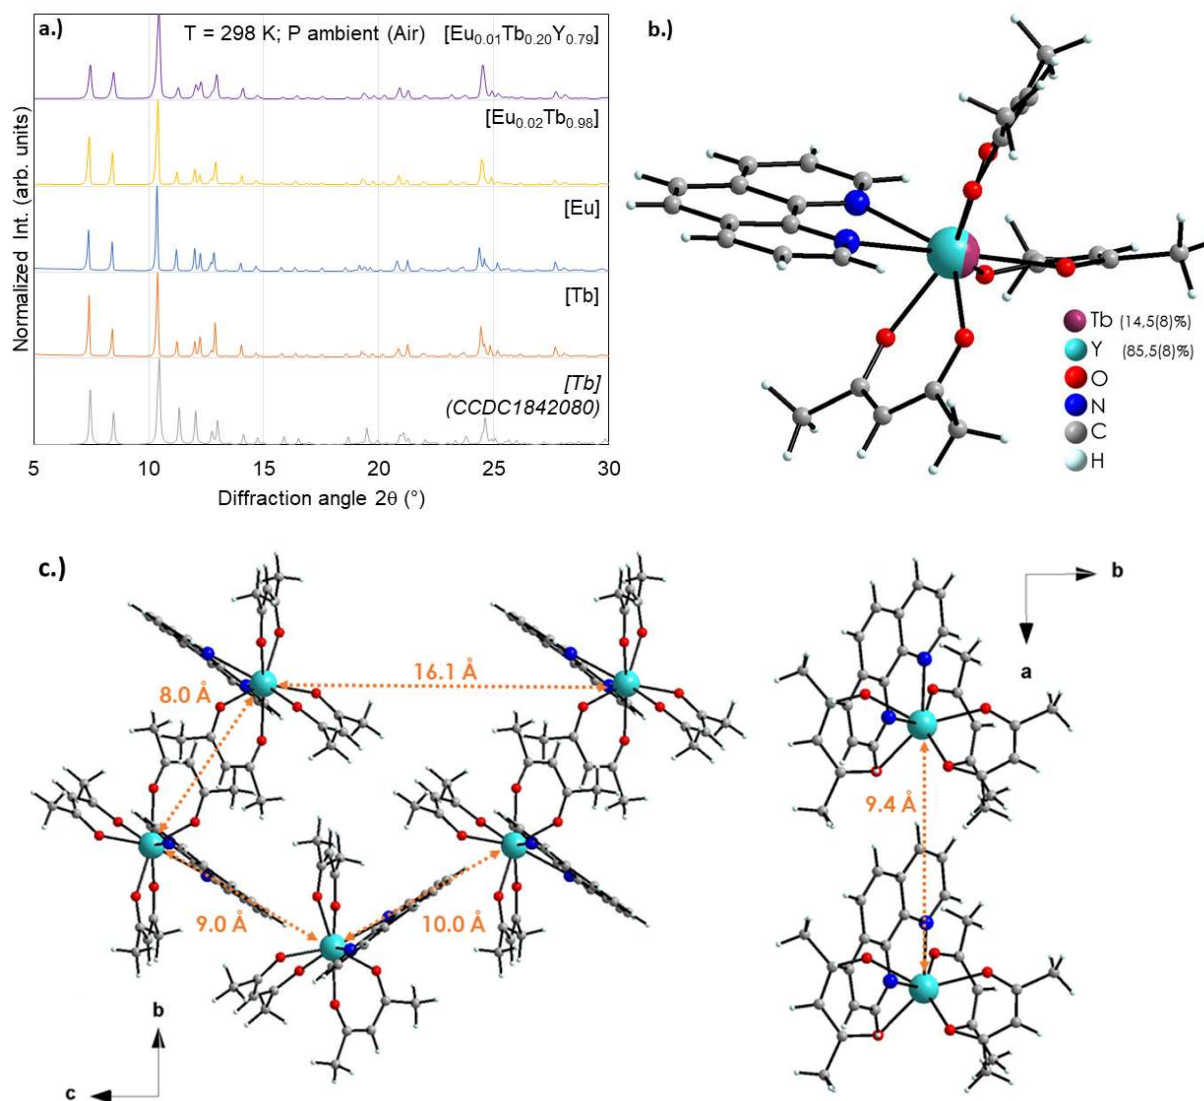 a.)
T = 298 K; P ambient (Air) [Eu0.01Tb0.20Y0.79]
[Eu0.02Tb0.98]
[Eu]
[Tb]
[Tb]
(CCDC1842080)
Normalized Int. (arb. units)
5 10 15 20 25 30
Diffraction angle 2θ (°)
b.)
Tb (14,5(8)%)
Y (85,5(8)%)
O
N
C
H
c.)
16.1 Å
8.0 Å
9.0 Å
10.0 Å
b
c
b
a
9.4 Å